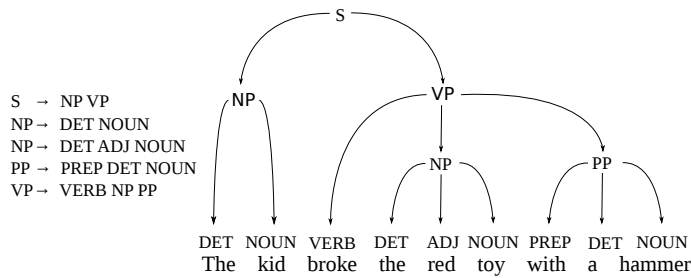 S
NP
VP
S → NP VP
NP → DET NOUN
NP → DET ADJ NOUN
PP → PREP DET NOUN
VP → VERB NP PP
NP
PP
DET NOUN VERB DET ADJ NOUN PREP DET NOUN
The kid broke the red toy with a hammer